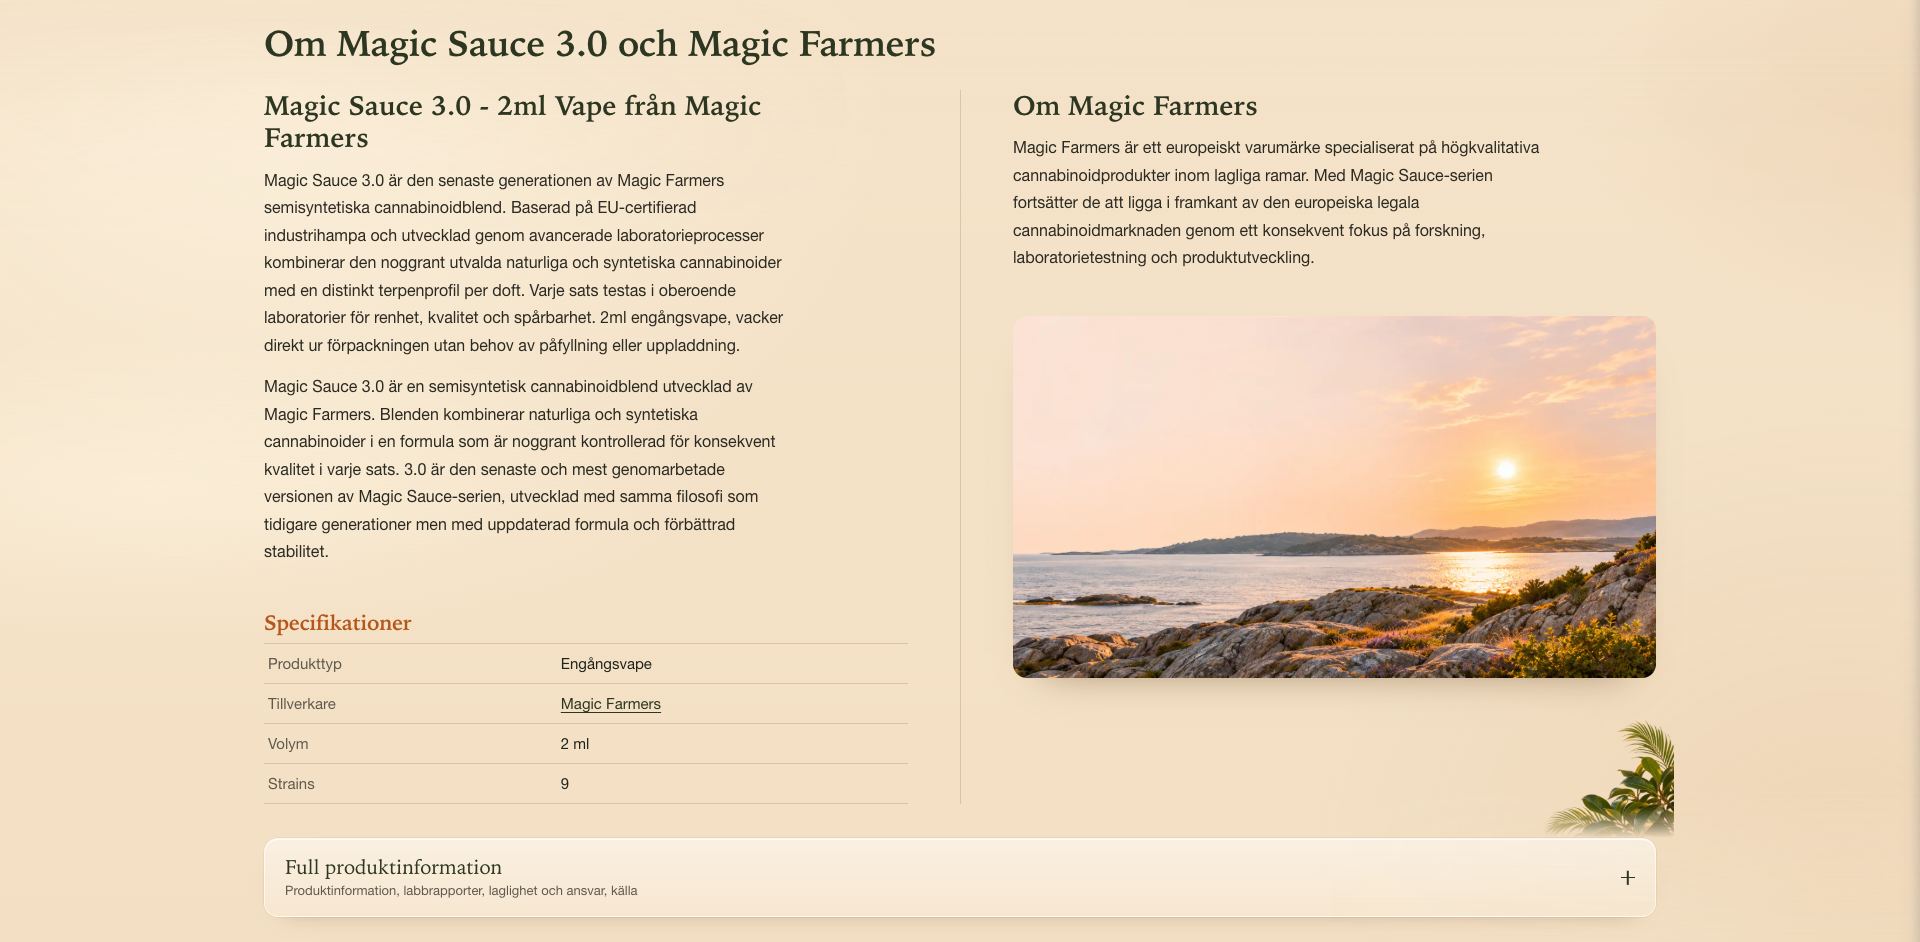 Om Magic Sauce 3.0 och Magic Farmers
Magic Sauce 3.0 - 2ml Vape från Magic
Farmers
Magic Sauce 3.0 är den senaste generationen av Magic Farmers
semisyntetiska cannabinoidblend. Baserad på EU-certifierad
industrihampa och utvecklad genom avancerade laboratorieprocesser
kombinerar den noggrant utvalda naturliga och syntetiska cannabinoider
med en distinkt terpenprofil per doft. Varje sats testas i oberoende
laboratorier för renhet, kvalitet och spårbarhet. 2ml engångsvape, vacker
direkt ur förpackningen utan behov av påfyllning eller uppladdning.
Magic Sauce 3.0 är en semisyntetisk cannabinoidblend utvecklad av
Magic Farmers. Blenden kombinerar naturliga och syntetiska
cannabinoider i en formula som är noggrant kontrollerad för konsekvent
kvalitet i varje sats. 3.0 är den senaste och mest genomarbetade
versionen av Magic Sauce-serien, utvecklad med samma filosofi som
tidigare generationer men med uppdaterad formula och förbättrad
stabilitet.
Specifikationer
Produkttyp Engångsvape
Tillverkare Magic Farmers
Volym 2 ml
Strains 9
Om Magic Farmers
Magic Farmers är ett europeiskt varumärke specialiserat på högkvalitativa
cannabinoidprodukter inom lagliga ramar. Med Magic Sauce-serien
fortsätter de att ligga i framkant av den europeiska legala
cannabinoidmarknaden genom ett konsekvent fokus på forskning,
laboratorietestning och produktutveckling.
Full produktinformation
Produktinformation, labbrapporter, laglighet och ansvar, källa